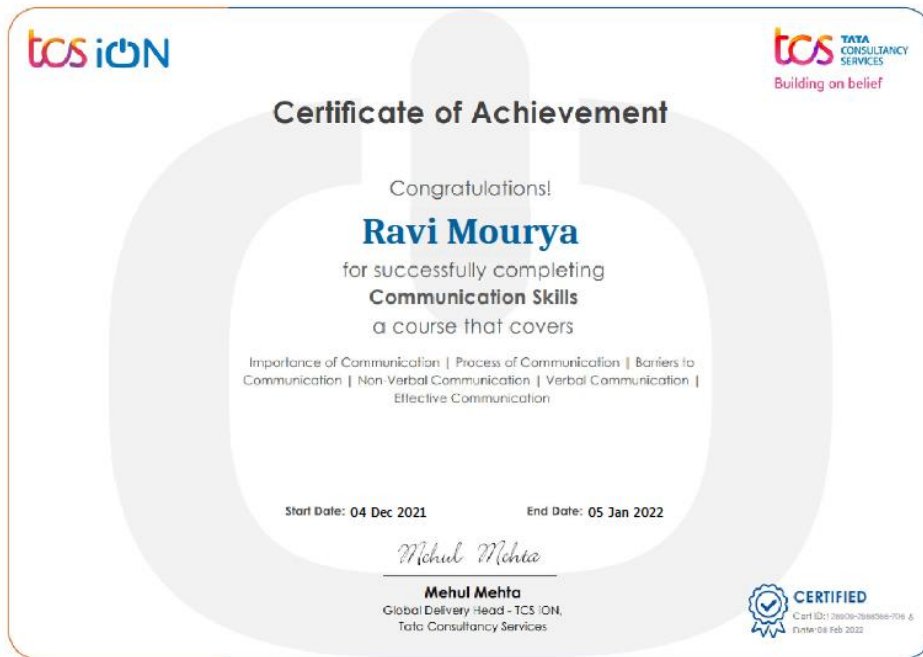 tcs iON
tcs TATA
CONSULTANCY
SERVICES
Building on belief
Certificate of Achievement
Congratulations!
Ravi Mourya
for successfully completing
Communication Skills
a course that covers
Importance of Communication | Process of Communication | Barriers to
Communication | Non-Verbal Communication | Verbal Communication |
Effective Communication
Start Date: 04 Dec 2021 End Date: 05 Jan 2022
Mehul Mehta
Mehul Mehta
Global Delivery Head - TCS iON,
Tata Consultancy Services
CERTIFIED
Cert ID: &
Date: 08 Feb 2022